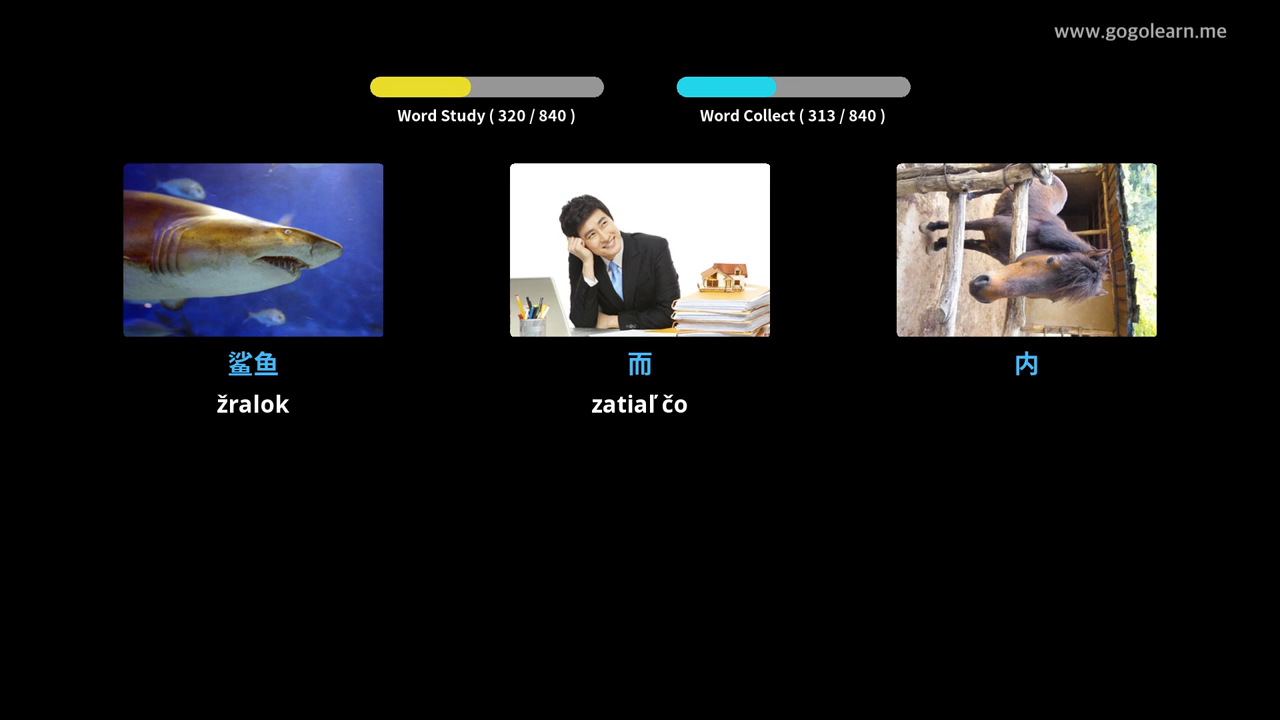 www.gogolearn.me
Word Study ( 320 / 840 )
Word Collect ( 313 / 840 )
鲨鱼
而
内
žralok
zatiaľ čo